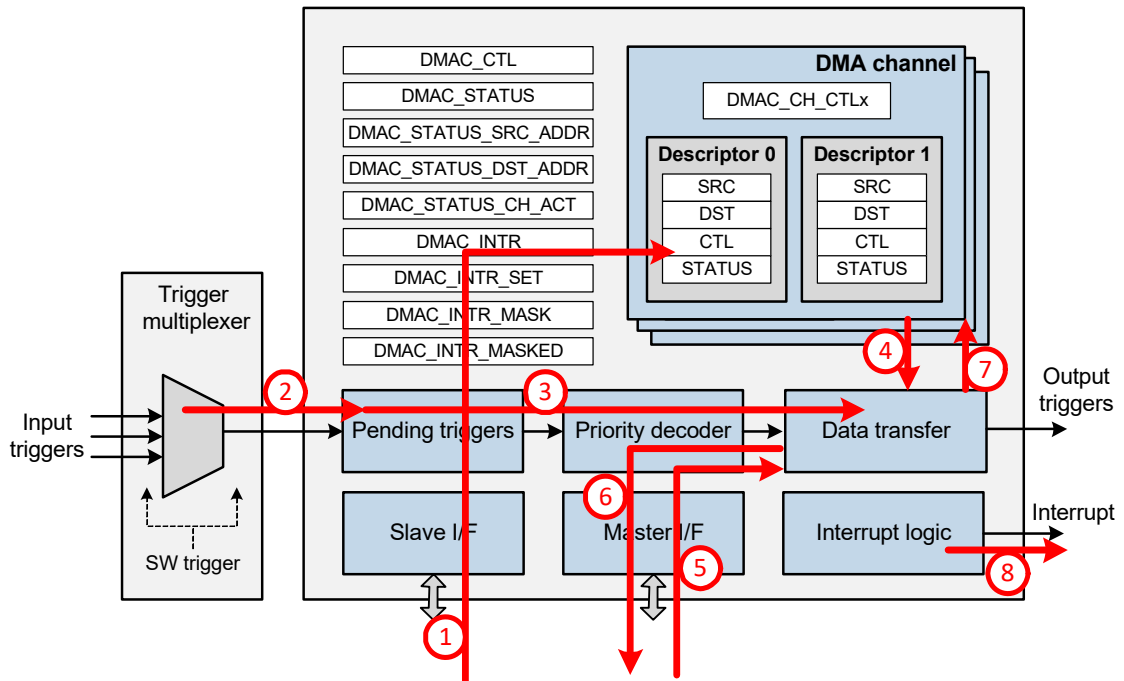 DMAC_CTL
DMAC_STATUS
DMAC_STATUS_SRC_ADDR
DMAC_STATUS_DST_ADDR
DMAC_STATUS_CH_ACT
DMAC_INTR
DMAC_INTR_SET
DMAC_INTR_MASK
DMAC_INTR_MASKED
DMA channel
DMAC_CH_CTLx
Descriptor 0
SRC
DST
CTL
STATUS
Descriptor 1
SRC
DST
CTL
STATUS
Trigger
multiplexer
Input
triggers
SW trigger
2
3
4
7
Pending triggers
Priority decoder
Data transfer
Output
triggers
6
5
Slave I/F
Master I/F
Interrupt logic
Interrupt
8
1